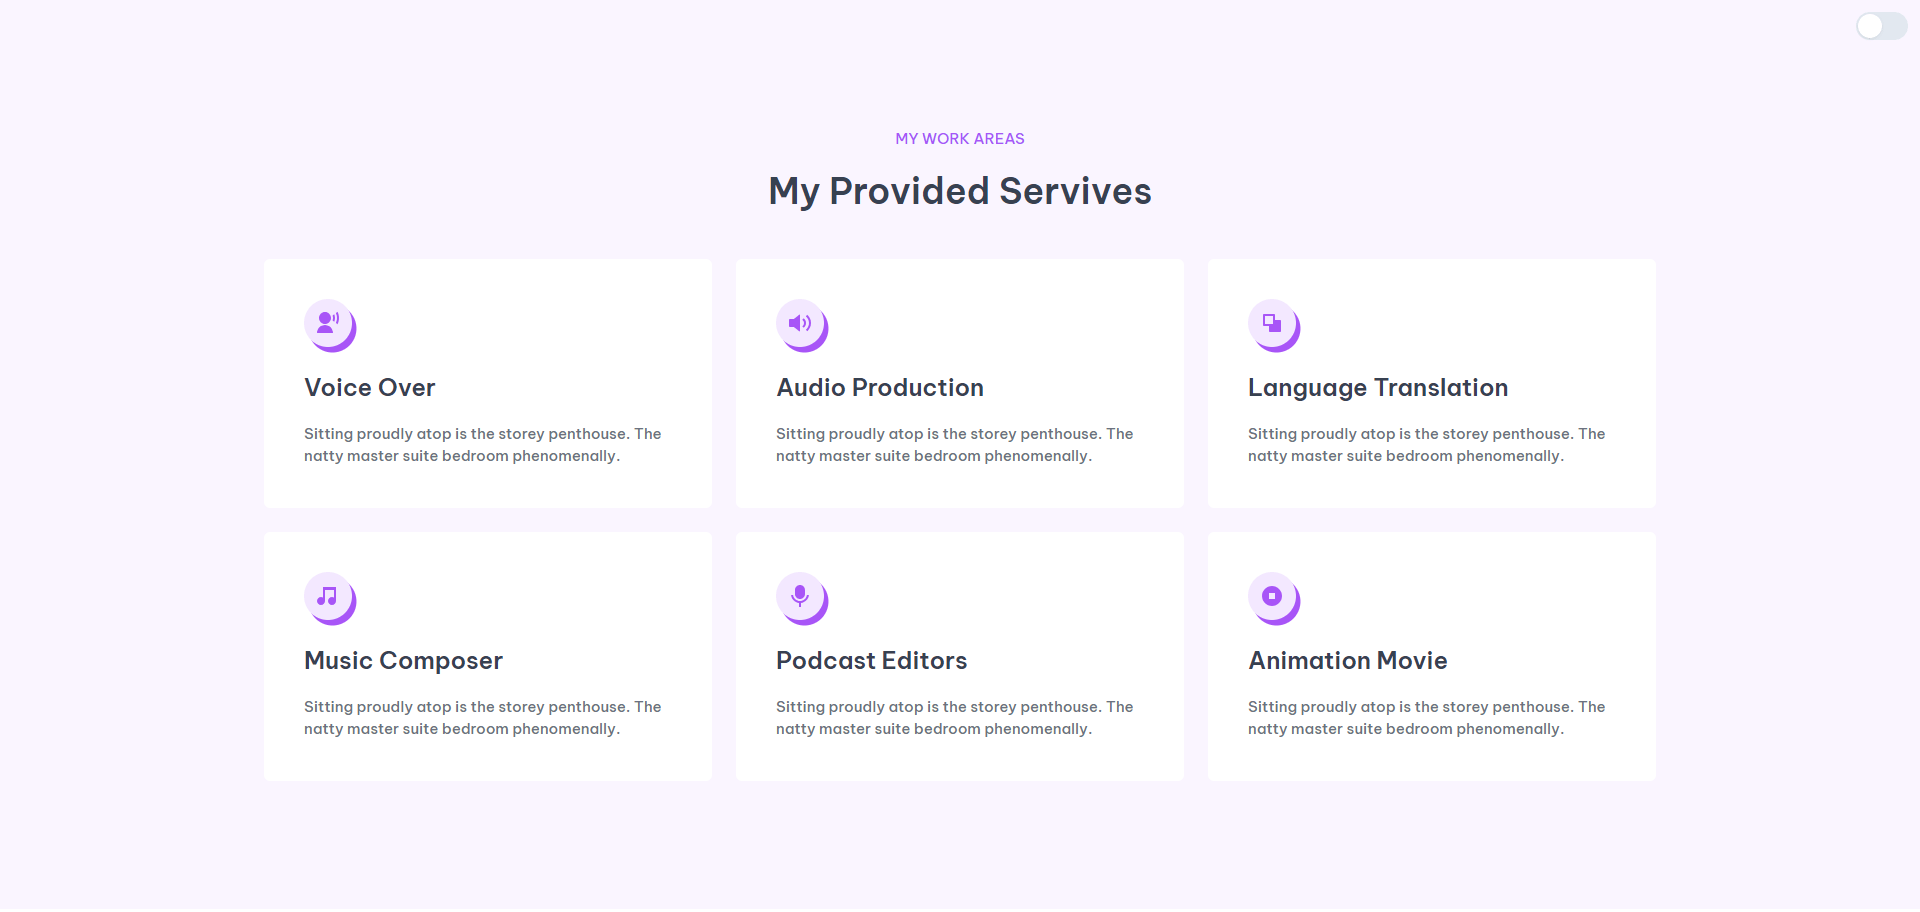 MY WORK AREAS
My Provided Servives
Voice Over
Sitting proudly atop is the storey penthouse. The
natty master suite bedroom phenomenally.
Audio Production
Sitting proudly atop is the storey penthouse. The
natty master suite bedroom phenomenally.
Language Translation
Sitting proudly atop is the storey penthouse. The
natty master suite bedroom phenomenally.
Music Composer
Sitting proudly atop is the storey penthouse. The
natty master suite bedroom phenomenally.
Podcast Editors
Sitting proudly atop is the storey penthouse. The
natty master suite bedroom phenomenally.
Animation Movie
Sitting proudly atop is the storey penthouse. The
natty master suite bedroom phenomenally.